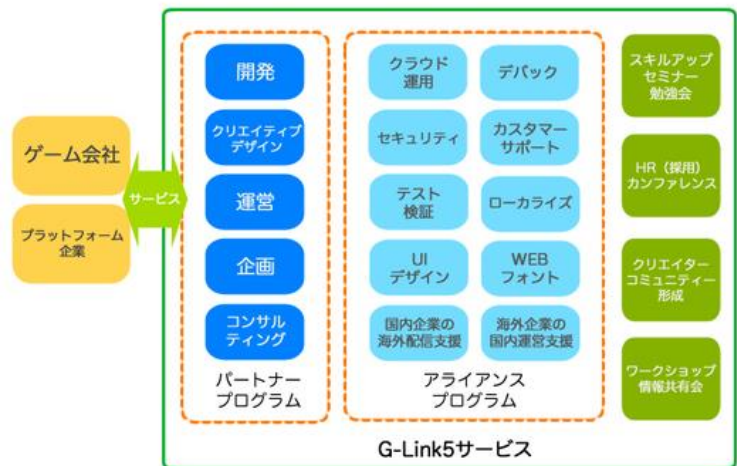 ゲーム会社
プラットフォーム
企業
サービス
開発
クリエイティブ
デザイン
運営
企画
コンサル
ティング
パートナー
プログラム
クラウド
運用
デバック
セキュリティ
カスタマー
サポート
テスト
検証
ローカライズ
UI
デザイン
WEB
フォント
国内企業の
海外配信支援
海外企業の
国内運営支援
アライアンス
プログラム
スキルアップ
セミナー
勉強会
HR（採用）
カンファレンス
クリエイター
コミュニティー
形成
ワークショップ
情報共有会
G-Link5サービス